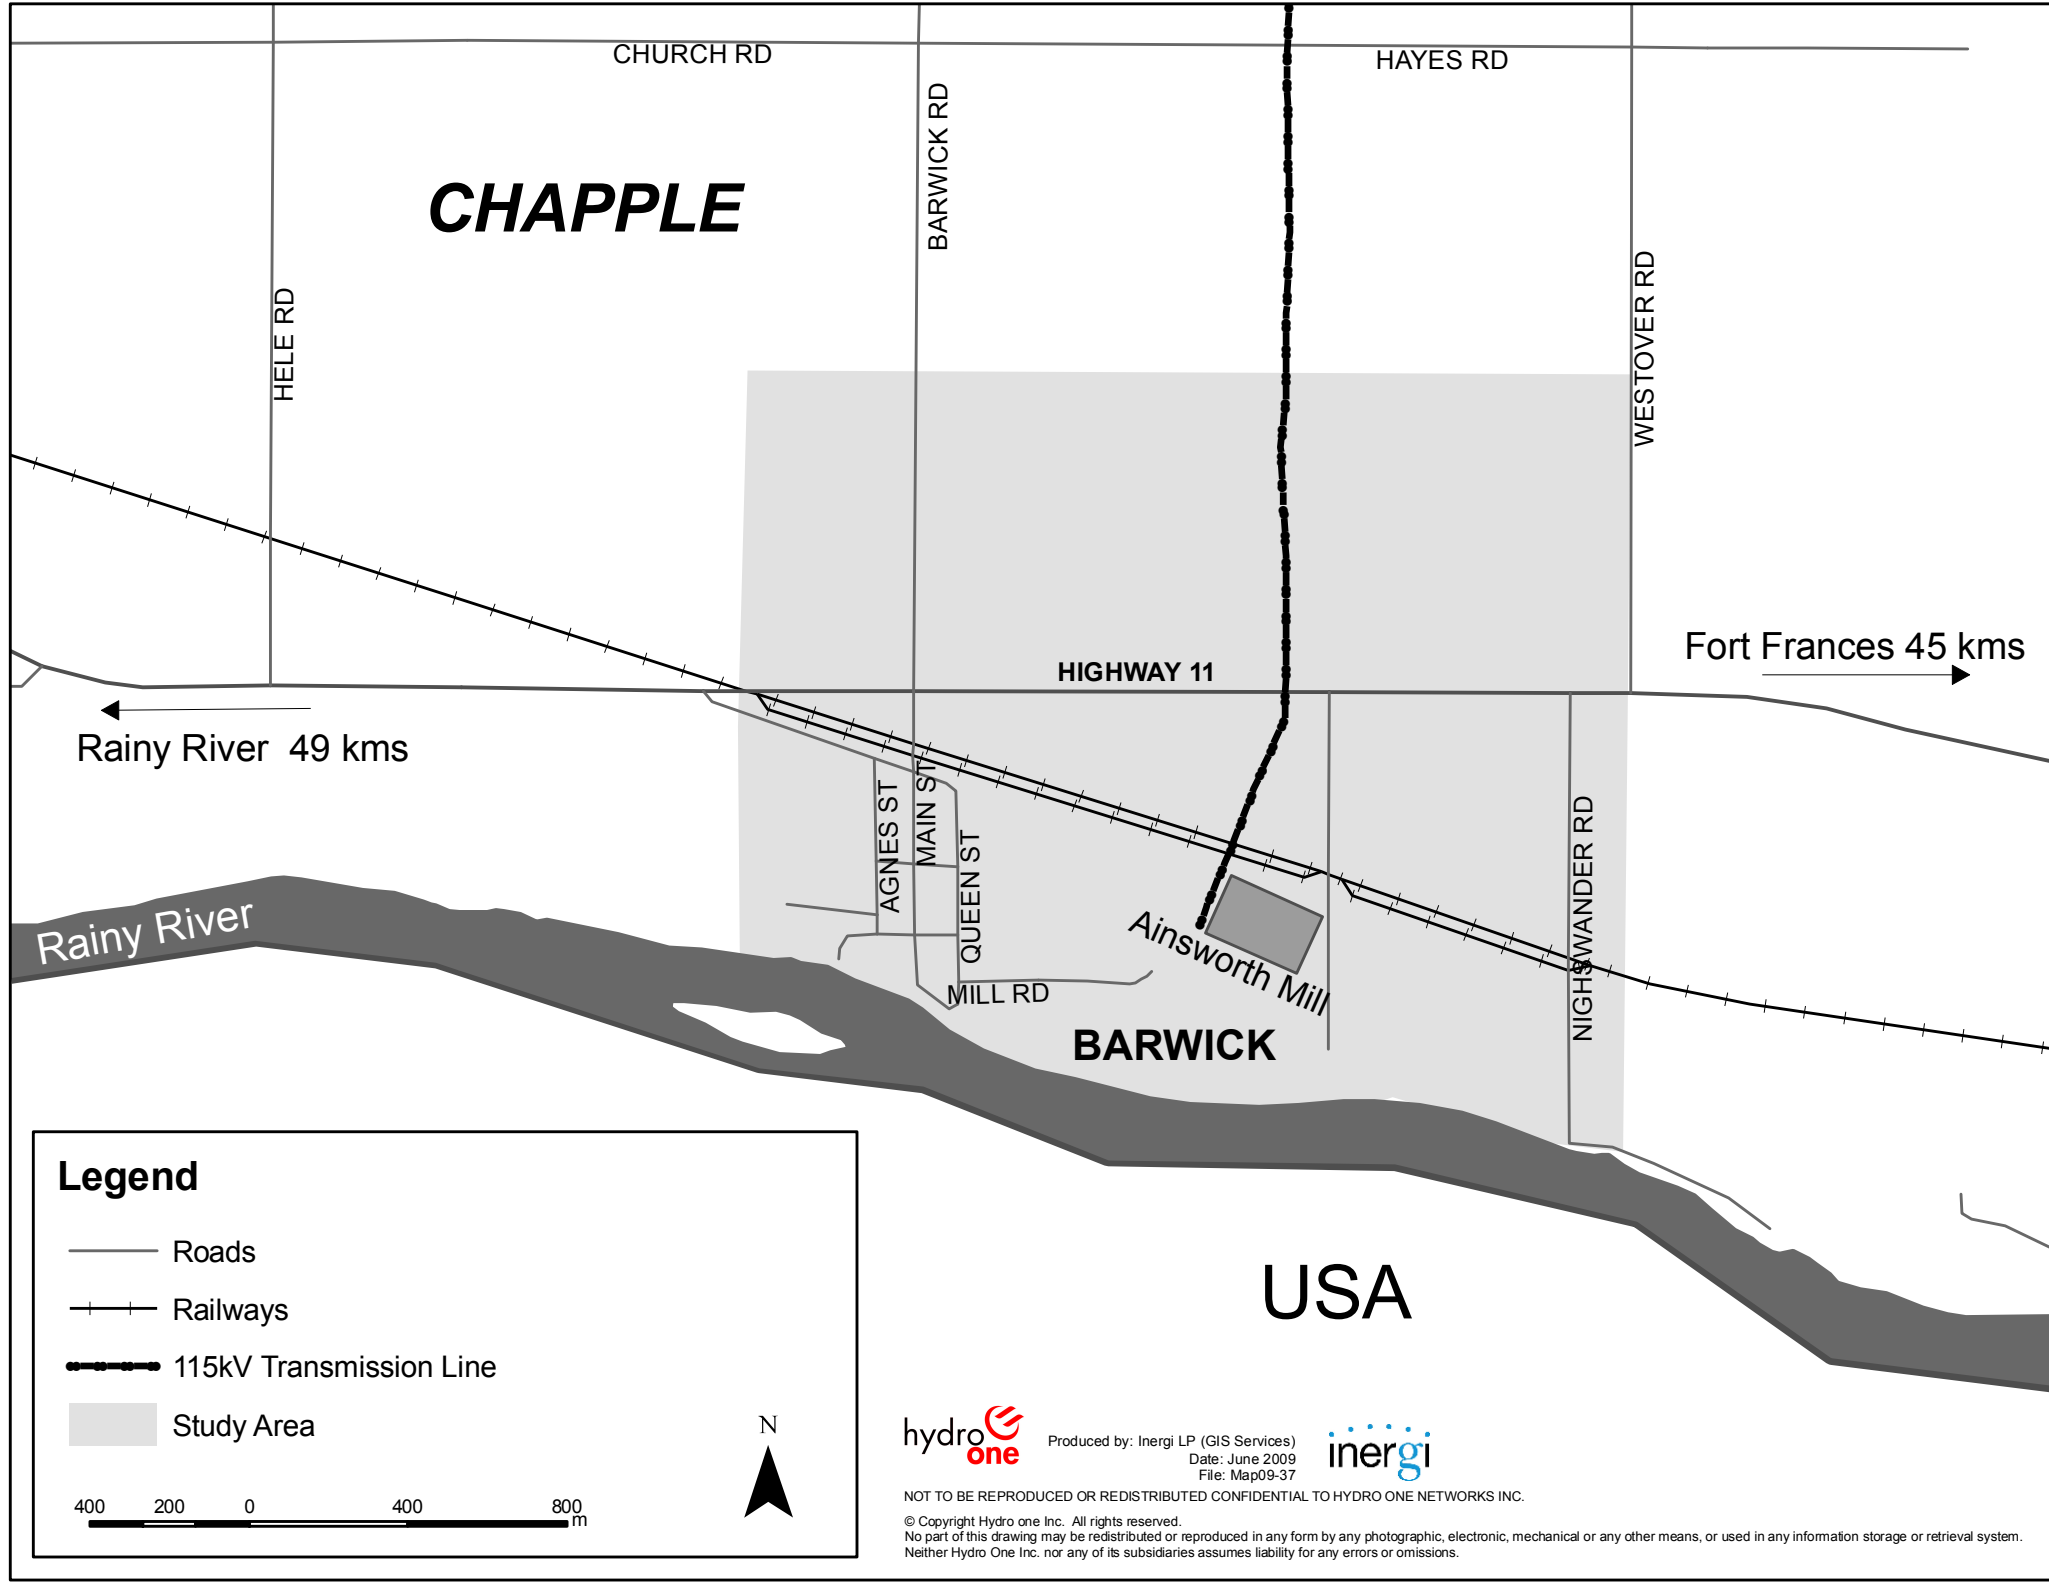 CHURCH RD
HAYES RD
BARWICK RD
CHAPPLE
HELE RD
WESTOVER RD
HIGHWAY 11
Fort Frances 45 kms
Rainy River 49 kms
AGNES ST
MAIN ST
QUEEN ST
NIGHSWANDER RD
Rainy River
Ainsworth Mill
MILL RD
BARWICK
USA
Legend
Roads
Railways
115kV Transmission Line
Study Area
N
400 200 0 400 800
m
hydro
one
Produced by: Inergi LP (GIS Services)
Date: June 2009
File: Map09-37
inergi
NOT TO BE REPRODUCED OR REDISTRIBUTED CONFIDENTIAL TO HYDRO ONE NETWORKS INC.
© Copyright Hydro one Inc. All rights reserved.
No part of this drawing may be redistributed or reproduced in any form by any photographic, electronic, mechanical or any other means, or used in any information storage or retrieval system.
Neither Hydro One Inc. nor any of its subsidiaries assumes liability for any errors or omissions.